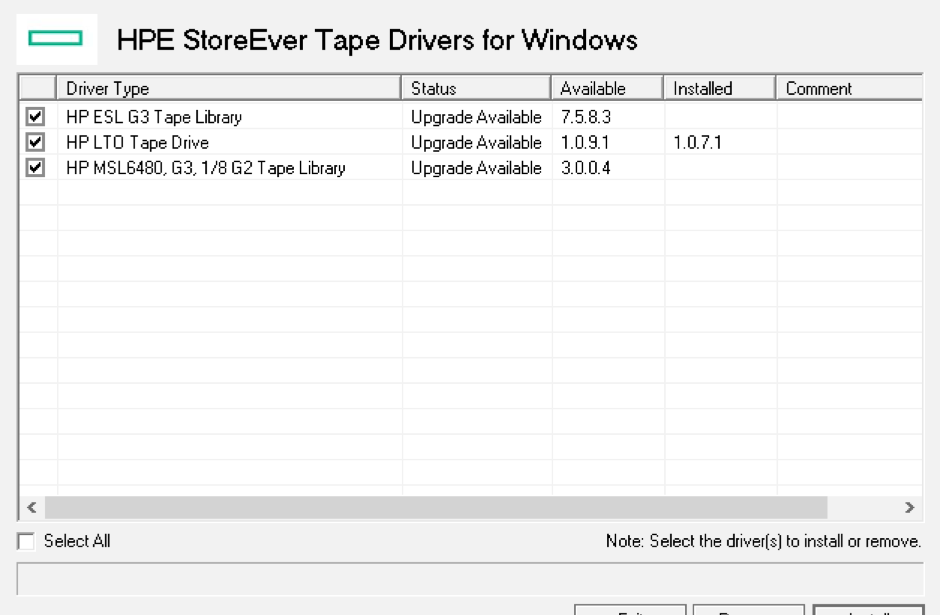 HPE StoreEver Tape Drivers for Windows
Driver Type Status Available Installed Comment
HP ESL G3 Tape Library Upgrade Available 7.5.8.3
HP LTO Tape Drive Upgrade Available 1.0.9.1 1.0.7.1
HP MSL6480, G3, 1/8 G2 Tape Library Upgrade Available 3.0.0.4
Select All Note: Select the driver(s) to install or remove.